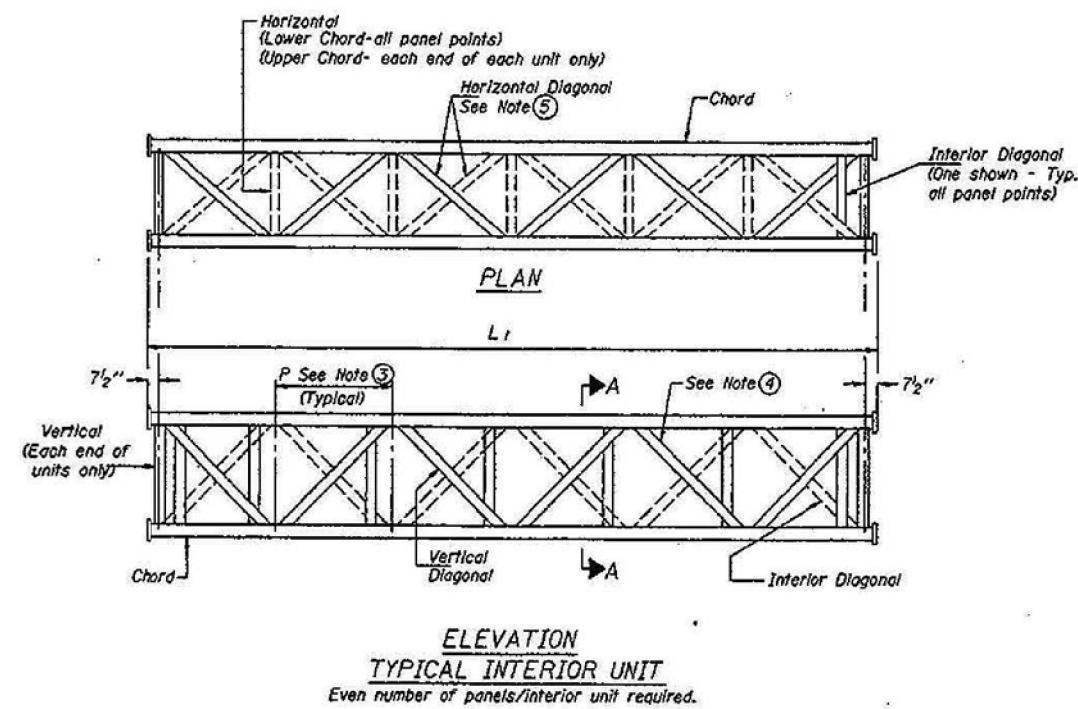 Horizontal
(Lower Chord-all panel points)
(Upper Chord- each end of each unit only)
Horizontal Diagonal
See Note ⑤
Chord
Interior Diagonal
(One shown - Typ.
all panel points)
PLAN
L₁
7½"
P See Note ③
(Typical)
A
See Note ④
7½"
Vertical
(Each end of
units only)
Chord
Vertical
Diagonal
A
Interior Diagonal
ELEVATION
TYPICAL INTERIOR UNIT
Even number of panels/interior unit required.